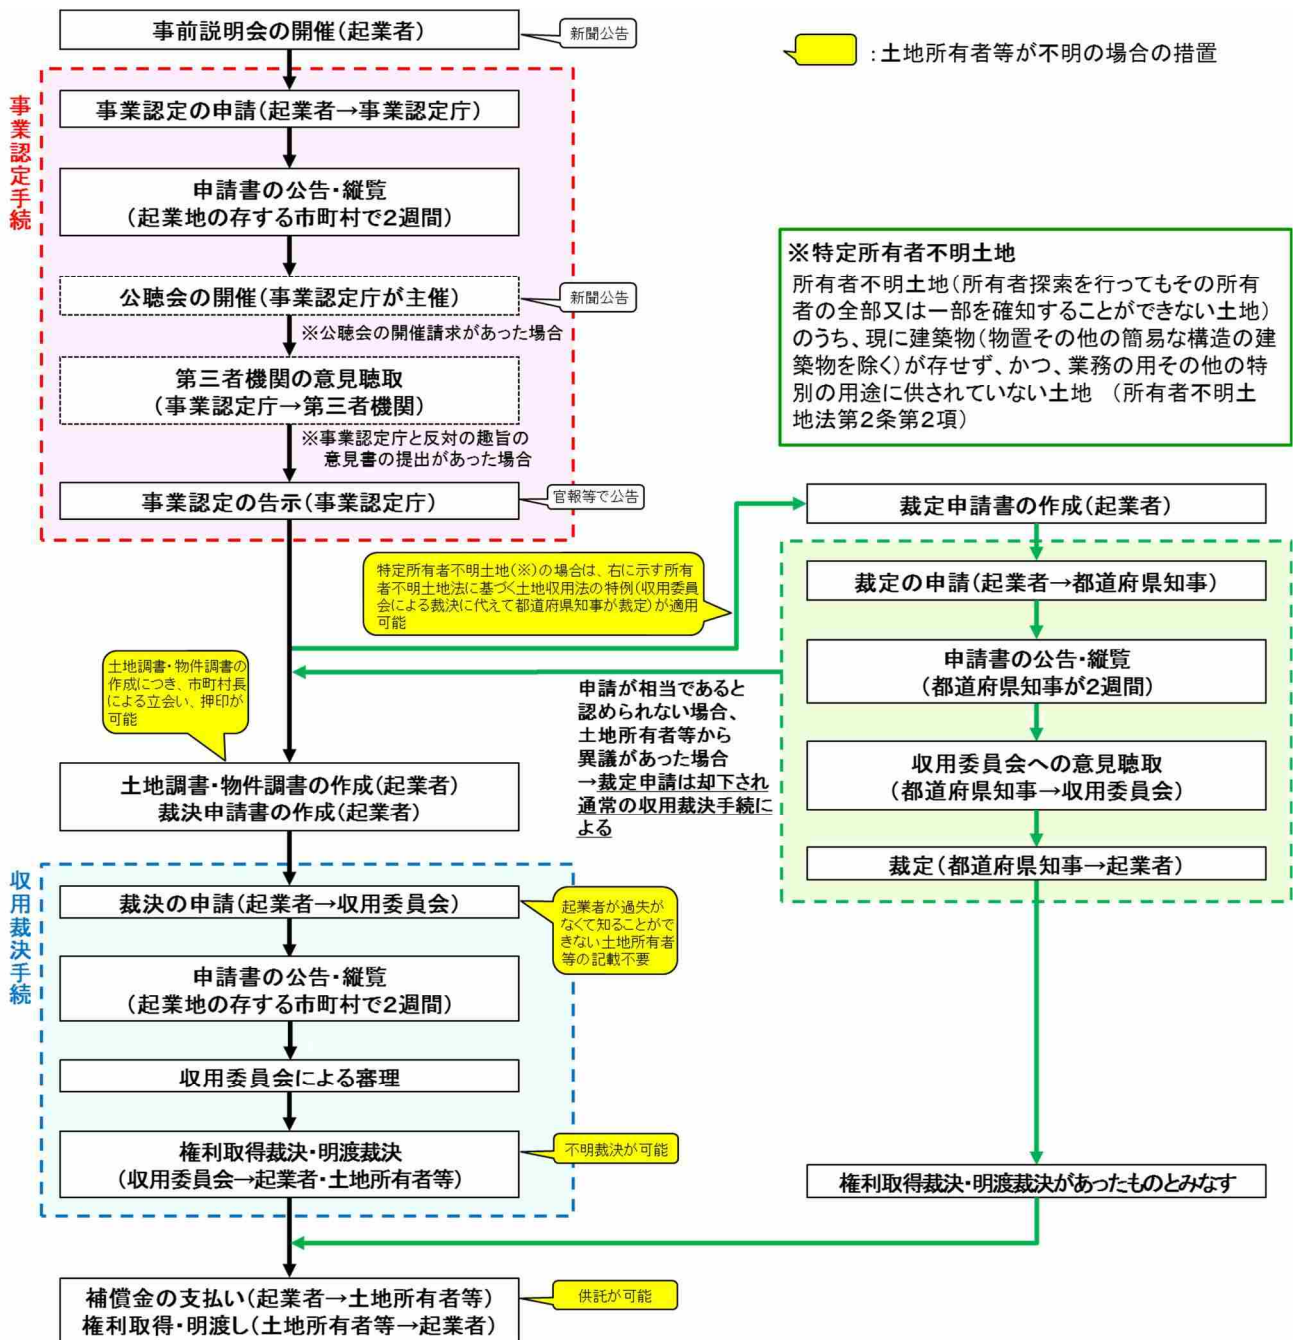 事前説明会の開催(起業者)
新聞公告
：土地所有者等が不明の場合の措置
事業認定手続
事業認定の申請(起業者→事業認定庁)
申請書の公告・縦覧
(起業地の存する市町村で2週間)
公聴会の開催(事業認定庁が主催)
新聞公告
※公聴会の開催請求があった場合
第三者機関の意見聴取
(事業認定庁→第三者機関)
※事業認定庁と反対の趣旨の
意見書の提出があった場合
事業認定の告示(事業認定庁)
官報等で公告
※特定所有者不明土地
所有者不明土地(所有者探索を行ってもその所有
者の全部又は一部を確知することができない土地)
のうち、現に建築物(物置その他の簡易な構造の建
築物を除く)が存せず、かつ、業務の用その他の特
別の用途に供されていない土地 (所有者不明土
地法第2条第2項)
特定所有者不明土地(※)の場合は、右に示す所有
者不明土地法に基づく土地収用法の特例(収用委員
会による裁決に代えて都道府県知事が裁定)が適用
可能
裁定申請書の作成(起業者)
裁定の申請(起業者→都道府県知事)
申請書の公告・縦覧
(都道府県知事が2週間)
収用委員会への意見聴取
(都道府県知事→収用委員会)
裁定(都道府県知事→起業者)
申請が相当であると
認められない場合、
土地所有者等から
異議があった場合
→裁定申請は却下され
通常の収用裁決手続に
よる
土地調書・物件調書の
作成につき、市町村長
による立会い、押印が
可能
土地調書・物件調書の作成(起業者)
裁決申請書の作成(起業者)
収用裁決手続
裁決の申請(起業者→収用委員会)
起業者が過失が
なくて知ることがで
きない土地所有者
等の記載不要
申請書の公告・縦覧
(起業地の存する市町村で2週間)
収用委員会による審理
権利取得裁決・明渡裁決
(収用委員会→起業者・土地所有者等)
不明裁決が可能
権利取得裁決・明渡裁決があったものとみなす
補償金の支払い(起業者→土地所有者等)
権利取得・明渡し(土地所有者等→起業者)
供託が可能